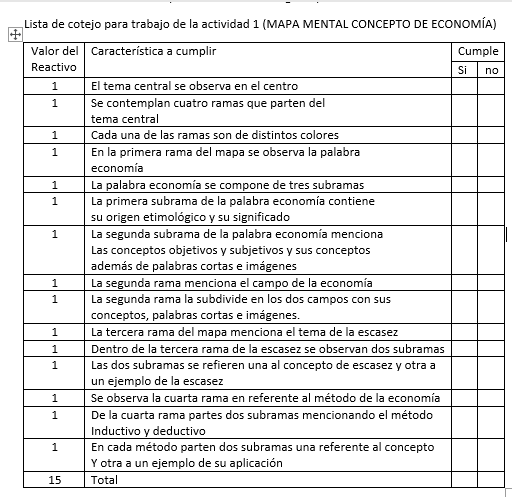 Lista de cotejo para trabajo de la actividad 1 (MAPA MENTAL CONCEPTO DE ECONOMÍA)
Valor del Reactivo Característica a cumplir Cumple
Si no
1 El tema central se observa en el centro
1 Se contemplan cuatro ramas que parten del
tema central
1 Cada una de las ramas son de distintos colores
1 En la primera rama del mapa se observa la palabra
economía
1 La palabra economía se compone de tres subramas
1 La primera subrama de la palabra economía contiene
su origen etimológico y su significado
1 La segunda subrama de la palabra economía menciona
Las conceptos objetivos y subjetivos y sus conceptos
además de palabras cortas e imágenes
1 La segunda rama menciona el campo de la economía
1 La segunda rama la subdivide en los dos campos con sus
conceptos, palabras cortas e imágenes.
1 La tercera rama del mapa menciona el tema de la escasez
1 Dentro de la tercera rama de la escasez se observan dos subramas
1 Las dos subramas se refieren una al concepto de escasez y otra a
un ejemplo de la escasez
1 Se observa la cuarta rama en referente al método de la economía
1 De la cuarta rama partes dos subramas mencionando el método
Inductivo y deductivo
1 En cada método parten dos subramas una referente al concepto
Y otra a un ejemplo de su aplicación
15 Total